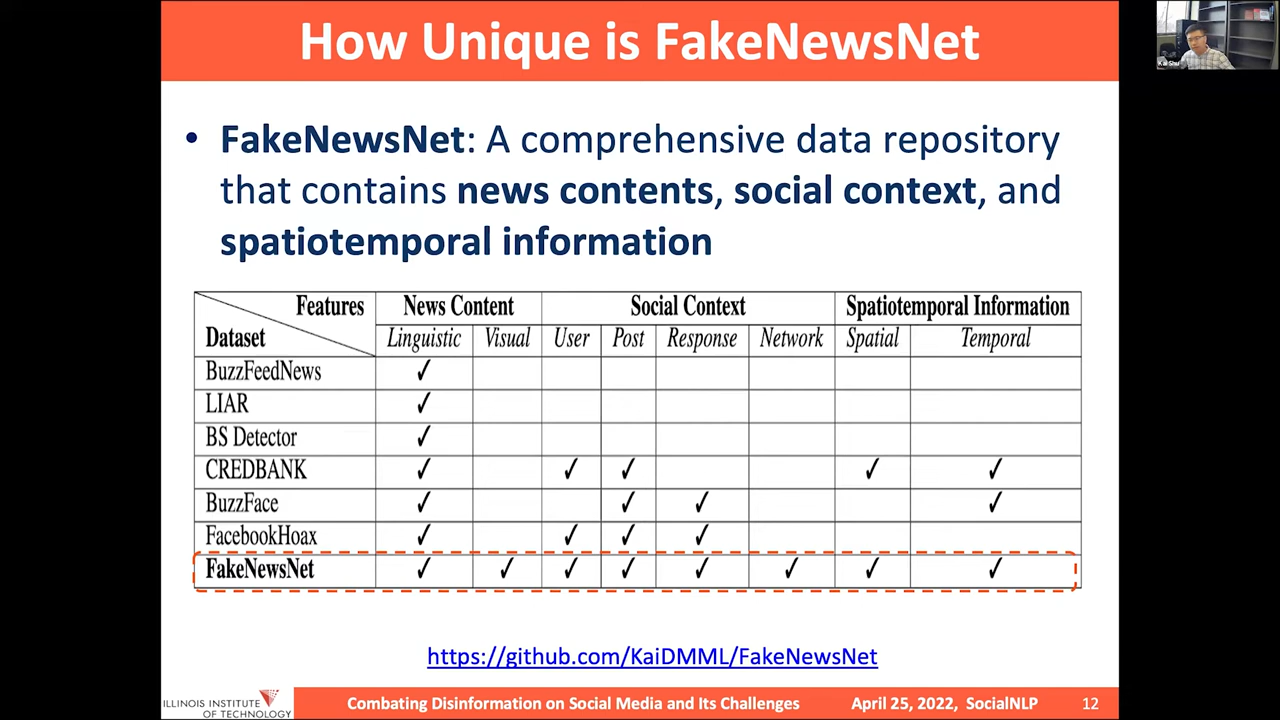 How Unique is FakeNewsNet
Kai Shu
• FakeNewsNet: A comprehensive data repository
that contains news contents, social context, and
spatiotemporal information
Features News Content Social Context Spatiotemporal Information
Dataset Linguistic Visual User Post Response Network Spatial Temporal
BuzzFeedNews ✓
LIAR ✓
BS Detector ✓
CREDBANK ✓ ✓ ✓ ✓ ✓
BuzzFace ✓ ✓ ✓ ✓
FacebookHoax ✓ ✓ ✓ ✓
FakeNewsNet ✓ ✓ ✓ ✓ ✓ ✓ ✓ ✓
https://github.com/KaiDMML/FakeNewsNet
ILLINOIS INSTITUTE
OF TECHNOLOGY
Combating Disinformation on Social Media and Its Challenges April 25, 2022, SocialNLP 12